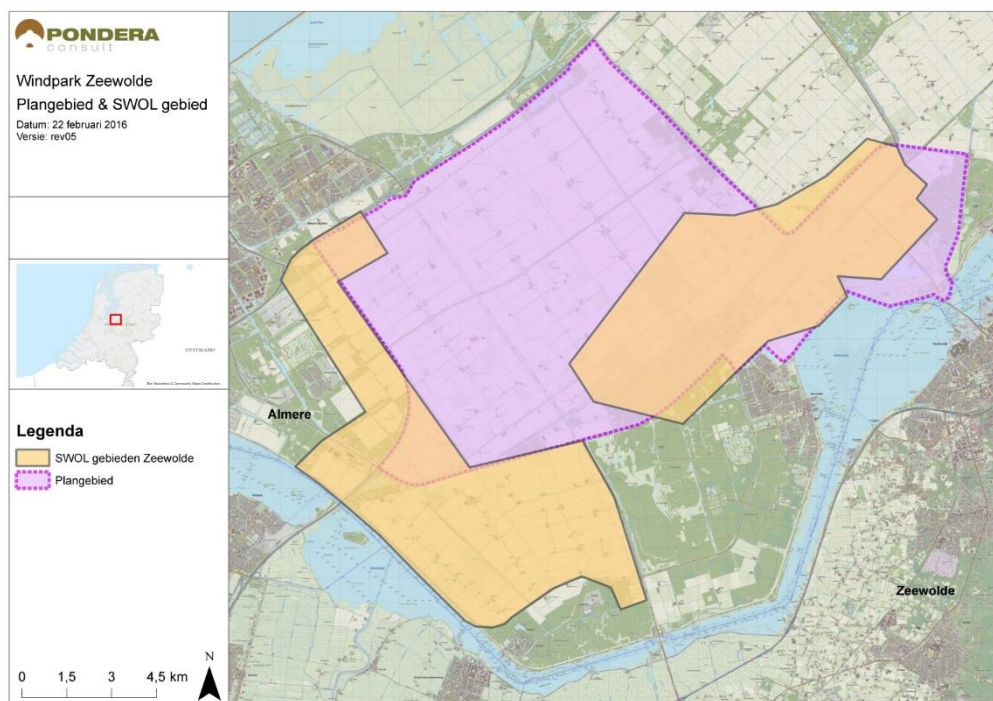 PONDERA
consult
Windpark Zeewolde
Plangebied & SWOL gebied
Datum: 22 februari 2016
Versie: rev05
Legenda
SWOL gebieden Zeewolde
Plangebied
0 1,5 3 4,5 km
N
Almere
Zeewolde